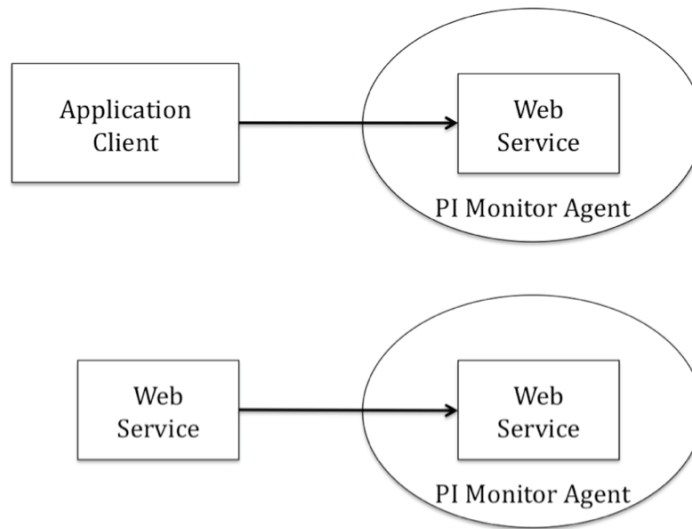 Application
Client
Web
Service
PI Monitor Agent
Web
Service
Web
Service
PI Monitor Agent